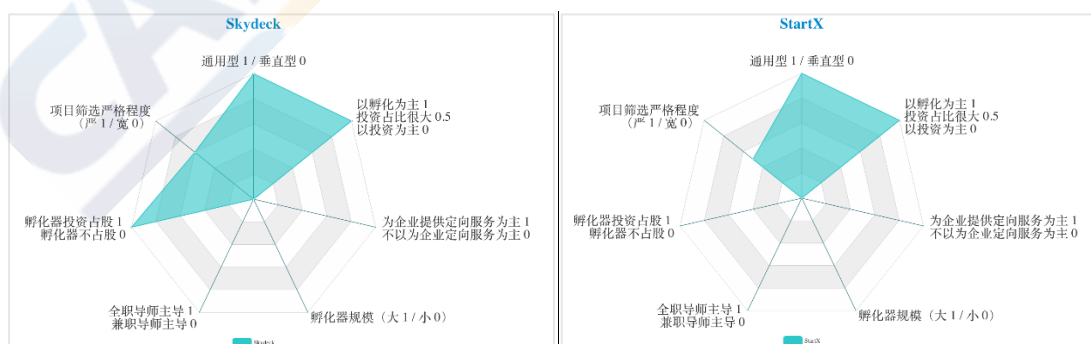 Skydeck
通用型 1 / 垂直型 0
以孵化为主 1
投资占比很大 0.5
以投资为主 0
项目筛选严格程度
（严 1 / 宽 0）
孵化器投资占股 1
孵化器不占股 0
为企业提供定向服务为主 1
不以为企业定向服务为主 0
全职导师主导 1
兼职导师主导 0
孵化器规模（大 1 / 小 0）
Skydeck
StartX
通用型 1 / 垂直型 0
以孵化为主 1
投资占比很大 0.5
以投资为主 0
项目筛选严格程度
（严 1 / 宽 0）
孵化器投资占股 1
孵化器不占股 0
为企业提供定向服务为主 1
不以为企业定向服务为主 0
全职导师主导 1
兼职导师主导 0
孵化器规模（大 1 / 小 0）
StartX